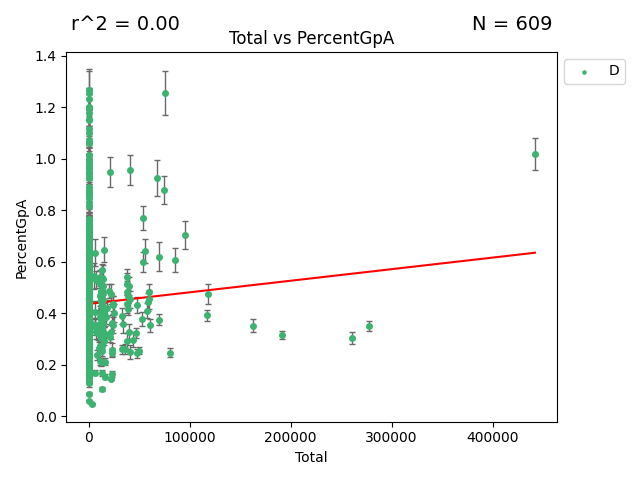 r^2 = 0.00
N = 609
Total vs PercentGpA
D
PercentGpA
1.4
1.2
1.0
0.8
0.6
0.4
0.2
0.0
0
100000
200000
300000
400000
Total